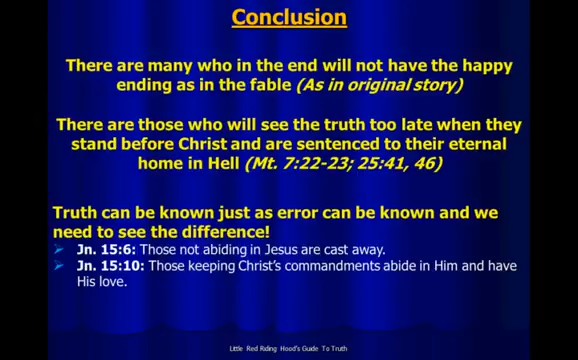 Conclusion
There are many who in the end will not have the happy
ending as in the fable (As in original story)
There are those who will see the truth too late when they
stand before Christ and are sentenced to their eternal
home in Hell (Mt. 7:22-23; 25:41, 46)
Truth can be known just as error can be known and we
need to see the difference!
Jn. 15:6: Those not abiding in Jesus are cast away.
Jn. 15:10: Those keeping Christ's commandments abide in Him and have
His love.
Little Red Riding Hood's Guide To Truth